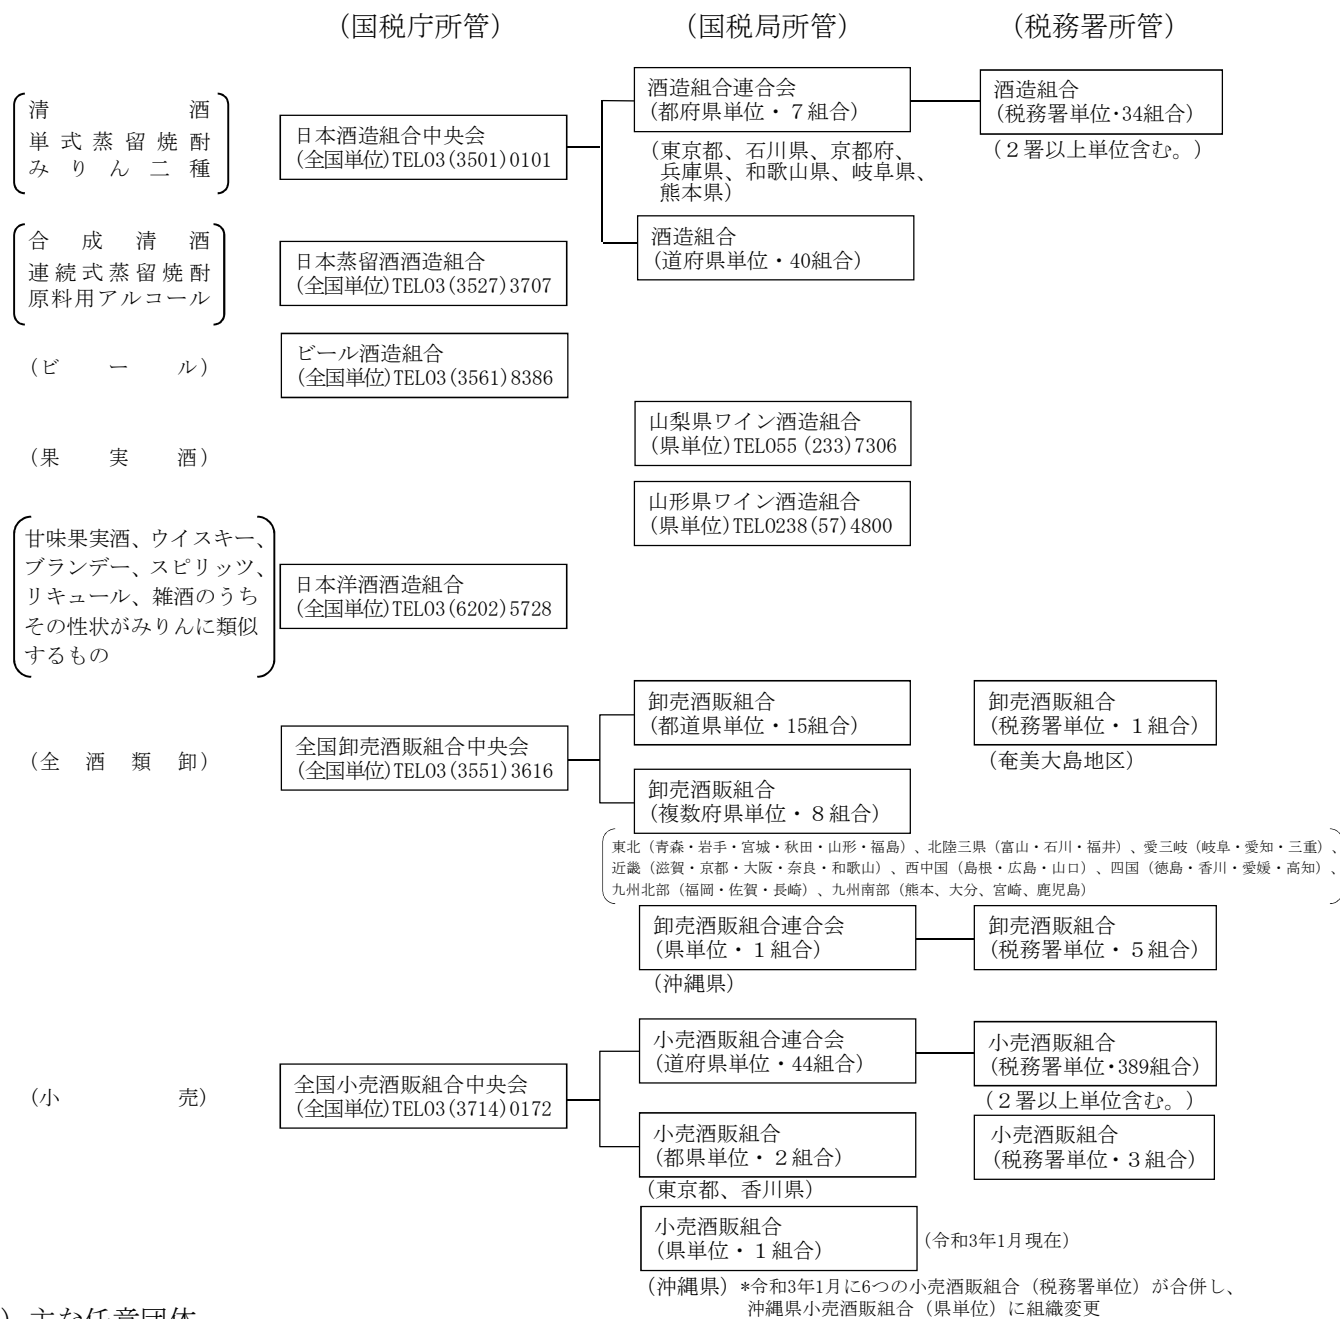 (国税庁所管)
(国税局所管)
(税務署所管)
清酒
単式蒸留焼酎
みりん二種
日本酒造組合中央会
(全国単位)TEL03(3501)0101
酒造組合連合会
(都府県単位・7組合)
(東京都、石川県、京都府、
兵庫県、和歌山県、岐阜県、
熊本県)
酒造組合
(税務署単位・34組合)
(2署以上単位含む。)
酒造組合
(道府県単位・40組合)
合成清酒
連続式蒸留焼酎
原料用アルコール
日本蒸留酒酒造組合
(全国単位)TEL03(3527)3707
(ビール)
ビール酒造組合
(全国単位)TEL03(3561)8386
(果実酒)
山梨県ワイン酒造組合
(県単位)TEL055(233)7306
山形県ワイン酒造組合
(県単位)TEL0238(57)4800
甘味果実酒、ウイスキー、
ブランデー、スピリッツ、
リキュール、雑酒のうち
その性状がみりんに類似
するもの
日本洋酒酒造組合
(全国単位)TEL03(6202)5728
(全酒類卸)
全国卸売酒販組合中央会
(全国単位)TEL03(3551)3616
卸売酒販組合
(都道県単位・15組合)
卸売酒販組合
(税務署単位・1組合)
(奄美大島地区)
卸売酒販組合
(複数府県単位・8組合)
東北(青森・岩手・宮城・秋田・山形・福島)、北陸三県(富山・石川・福井)、愛三岐(岐阜・愛知・三重)、
近畿(滋賀・京都・大阪・奈良・和歌山)、西中国(島根・広島・山口)、四国(徳島・香川・愛媛・高知)、
九州北部(福岡・佐賀・長崎)、九州南部(熊本、大分、宮崎、鹿児島)
卸売酒販組合連合会
(県単位・1組合)
(沖縄県)
卸売酒販組合
(税務署単位・5組合)
(小売)
全国小売酒販組合中央会
(全国単位)TEL03(3714)0172
小売酒販組合連合会
(道府県単位・44組合)
小売酒販組合
(税務署単位・389組合)
(2署以上単位含む。)
小売酒販組合
(都県単位・2組合)
(東京都、香川県)
小売酒販組合
(税務署単位・3組合)
小売酒販組合
(県単位・1組合)
(令和3年1月現在)
(沖縄県)*令和3年1月に6つの小売酒販組合(税務署単位)が合併し、
沖縄県小売酒販組合(県単位)に組織変更